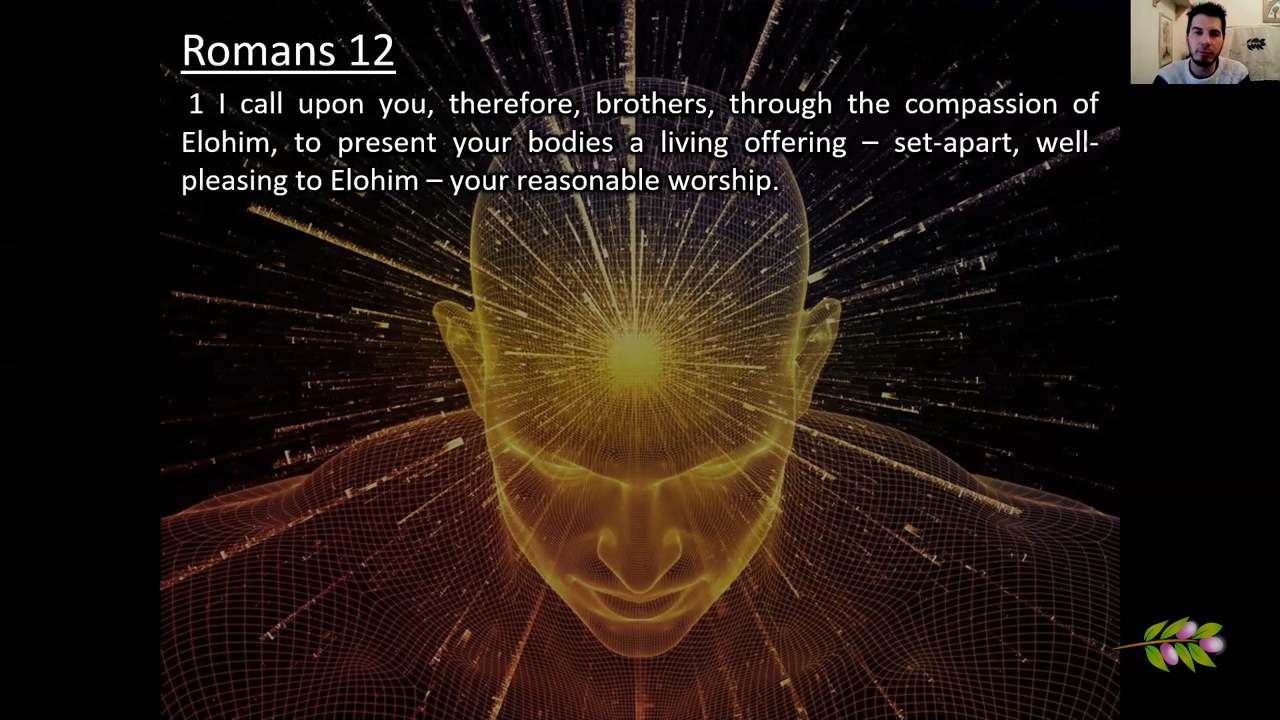 Romans 12
1 I call upon you, therefore, brothers, through the compassion of
Elohim, to present your bodies a living offering – set-apart, well-
pleasing to Elohim – your reasonable worship.